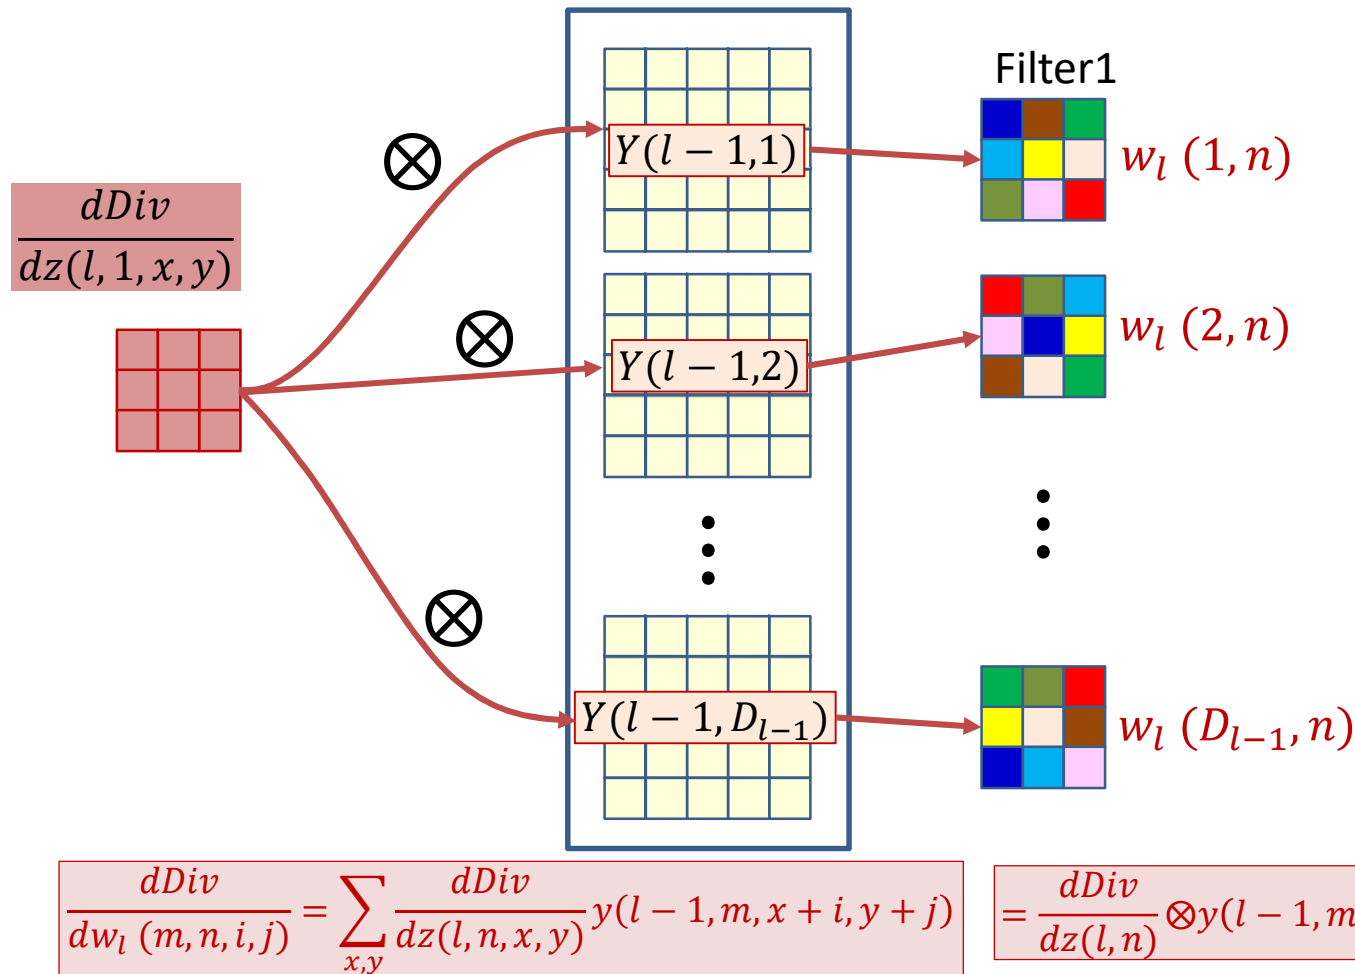 Filter1
⊗
Y(l − 1,1)
w_l (1, n)
dDiv
dz(l, 1, x, y)
⊗
Y(l − 1,2)
w_l (2, n)
⋮
⋮
⊗
Y(l − 1, D_{l−1})
w_l (D_{l−1}, n)
dDiv/dw_l (m, n, i, j) = ∑_{x,y} dDiv/dz(l, n, x, y) y(l − 1, m, x + i, y + j)
= dDiv/dz(l, n) ⊗ y(l − 1, m